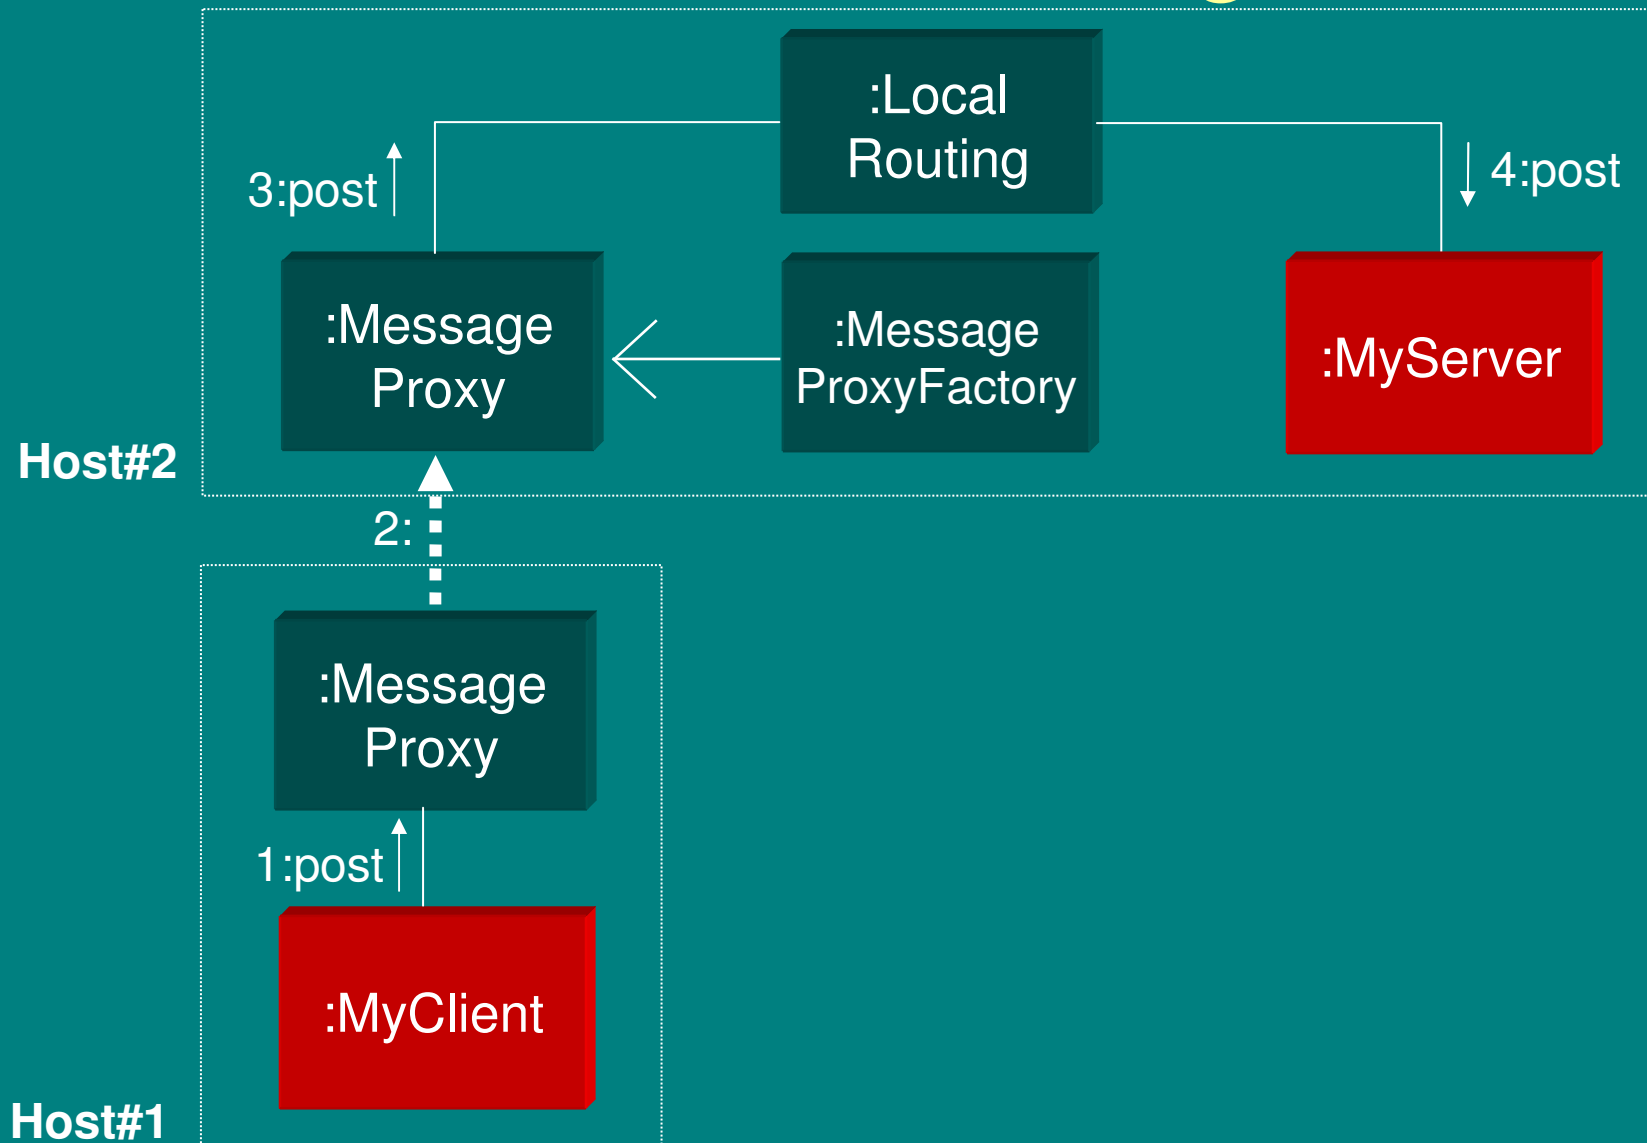 :Local
Routing
3:post
4:post
:Message
Proxy
:Message
ProxyFactory
:MyServer
Host#2
2:
:Message
Proxy
1:post
:MyClient
Host#1